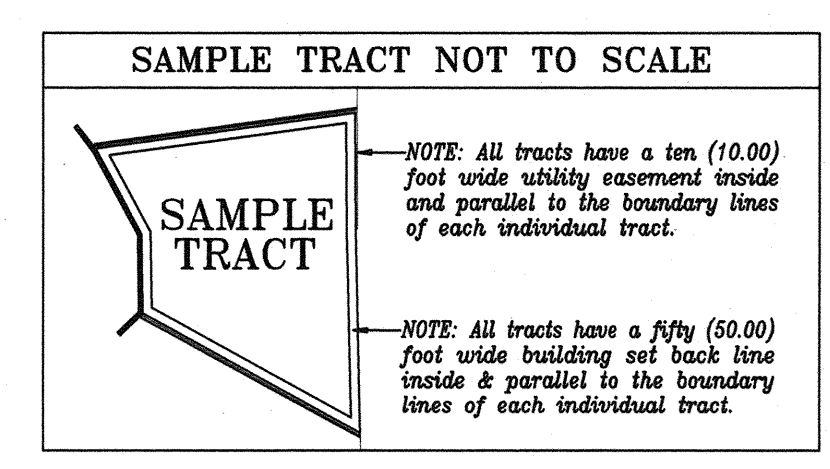 SAMPLE TRACT NOT TO SCALE
SAMPLE
TRACT
NOTE: All tracts have a ten (10.00)
foot wide utility easement inside
and parallel to the boundary lines
of each individual tract.
NOTE: All tracts have a fifty (50.00)
foot wide building set back line
inside & parallel to the boundary
lines of each individual tract.